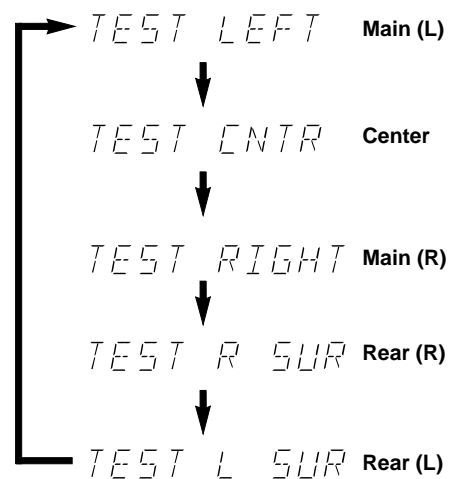 TEST LEFT Main (L)
TEST CNTR Center
TEST RIGHT Main (R)
TEST R SUR Rear (R)
TEST L SUR Rear (L)